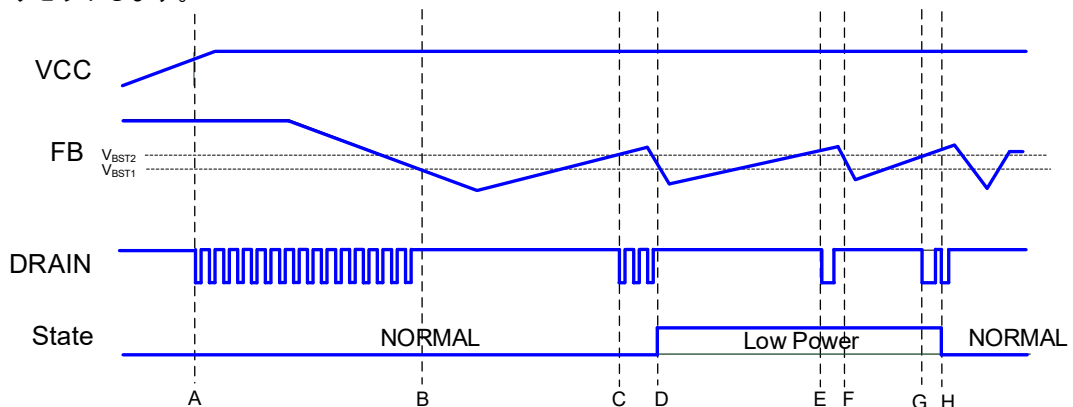 VCC
FB
VBST2
VBST1
DRAIN
State
NORMAL
Low Power
NORMAL
A B C D E F G H